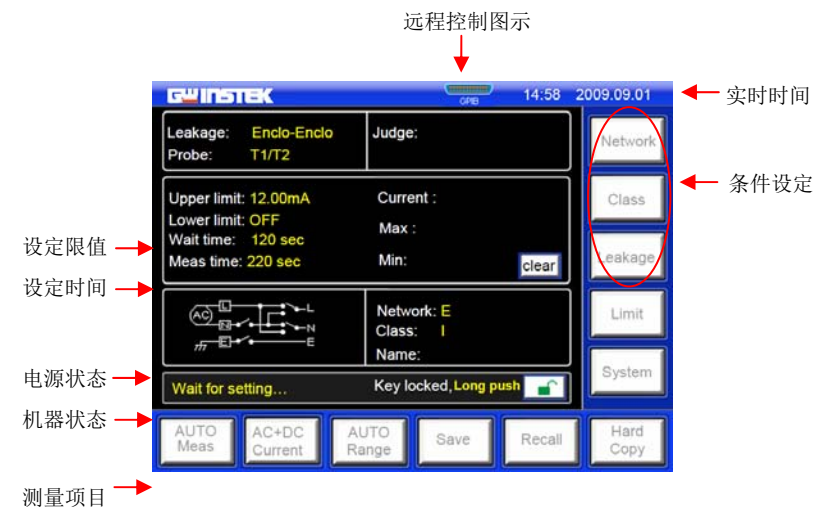 远程控制图示
GWINSTEK
GPIB
14:58 2009.09.01
实时时间
Leakage: Enclo-Enclo
Probe: T1/T2
Judge:
Network
条件设定
Class
Leakage
Upper limit: 12.00mA
Lower limit: OFF
Wait time: 120 sec
Meas time: 220 sec
Current :
Max :
Min:
clear
设定限值
设定时间
AC
L
N
E
L
N
E
Network: E
Class: I
Name:
Limit
System
电源状态
Wait for setting...
Key locked,Long push
机器状态
AUTO
Meas
AC+DC
Current
AUTO
Range
Save
Recall
Hard
Copy
测量项目